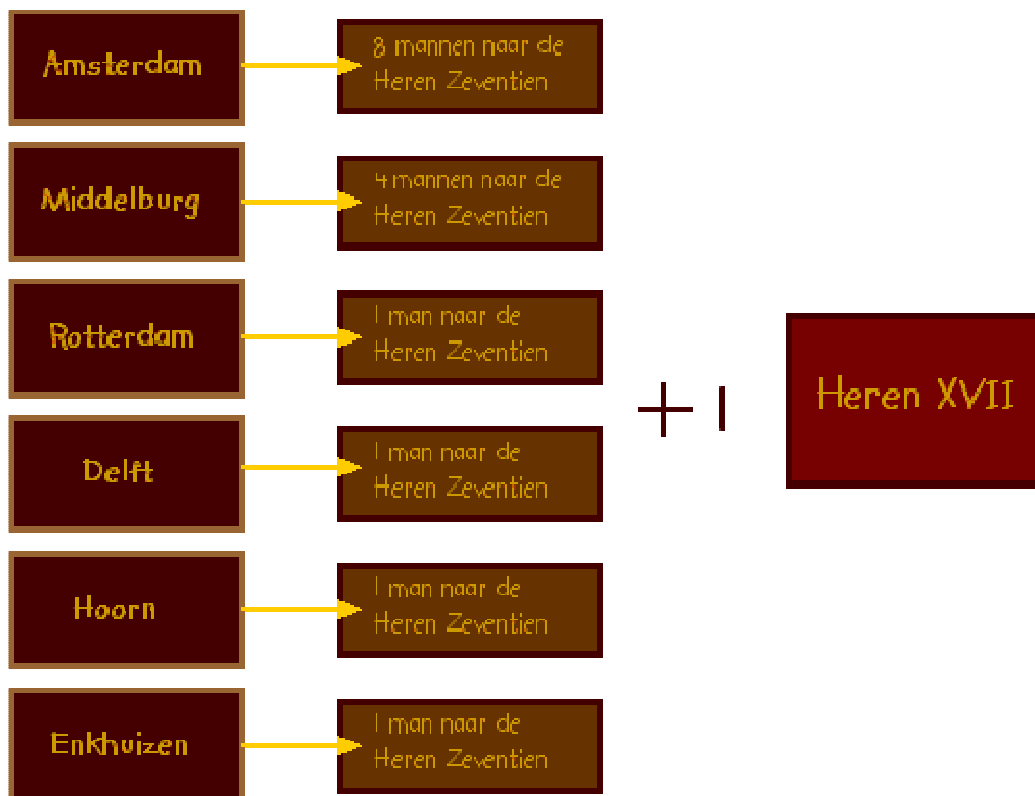 Amsterdam
8 mannen naar de
Heren Zeventien
Middelburg
4 mannen naar de
Heren Zeventien
Rotterdam
1 man naar de
Heren Zeventien
Delft
1 man naar de
Heren Zeventien
Hoorn
1 man naar de
Heren Zeventien
Enkhuizen
1 man naar de
Heren Zeventien
+ 1
Heren XVII